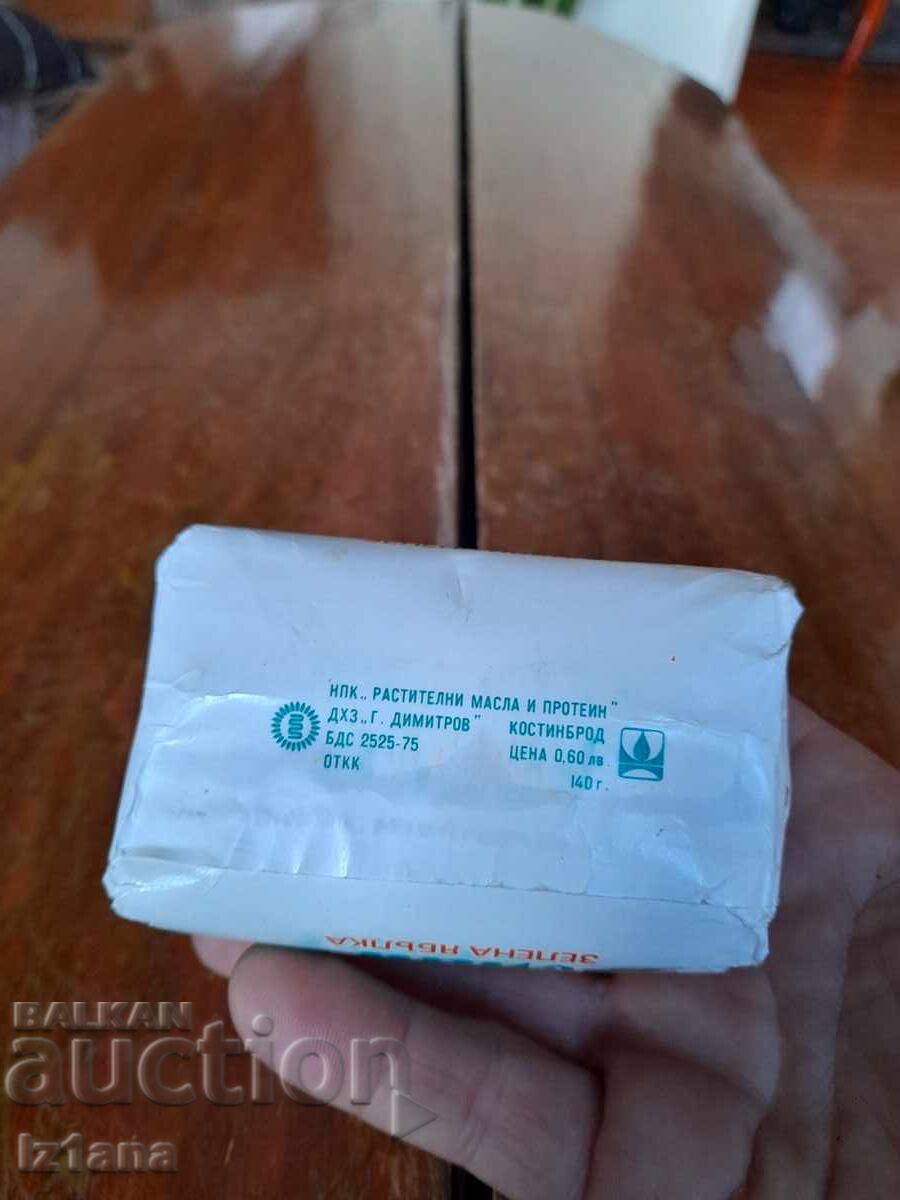 НПК „РАСТИТЕЛНИ МАСЛА И ПРОТЕИН"
ДХЗ „Г. ДИМИТРОВ" КОСТИНБРОД
БДС 2525-75 ЦЕНА 0,60 лв.
ОТКК 140 г.
ЗЕЛЕНА ЯБЪЛКА
BALKAN
auction
Iz1ana